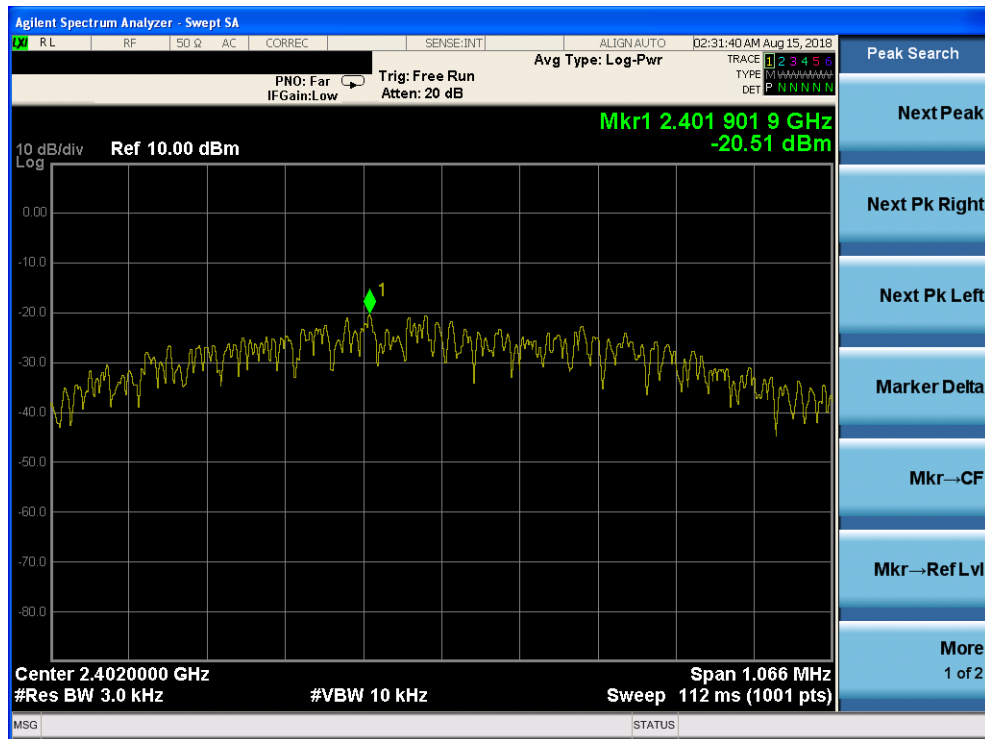 Agilent Spectrum Analyzer - Swept SA
LXI RL RF 50 Ω AC CORREC SENSE:INT ALIGN AUTO 02:31:40 AM Aug 15, 2018
Avg Type: Log-Pwr TRACE 1 2 3 4 5 6
PNO: Far Trig: Free Run TYPE M WWWWW
IFGain:Low Atten: 20 dB DET P N N N N N
Mkr1 2.401 901 9 GHz
10 dB/div Ref 10.00 dBm -20.51 dBm
Log
0.00
-10.0
1
-20.0
-30.0
-40.0
-50.0
-60.0
-70.0
-80.0
Center 2.4020000 GHz Span 1.066 MHz
#Res BW 3.0 kHz #VBW 10 kHz Sweep 112 ms (1001 pts)
MSG STATUS
Peak Search
Next Peak
Next Pk Right
Next Pk Left
Marker Delta
Mkr→CF
Mkr→Ref Lvl
More
1 of 2